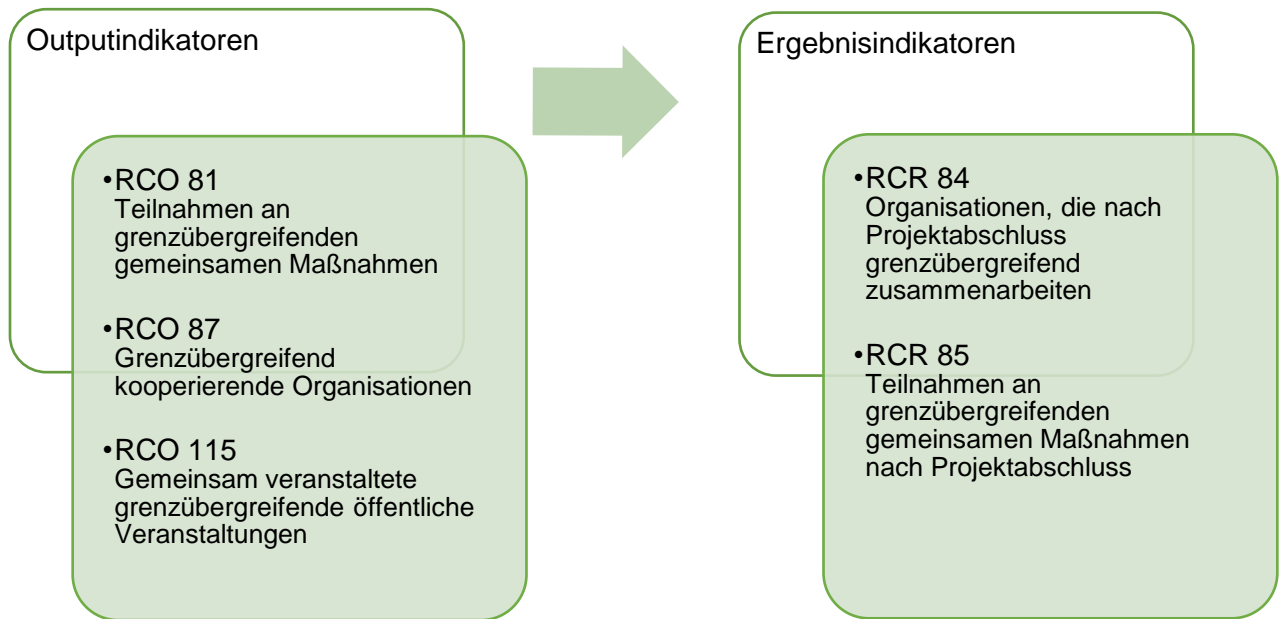 Outputindikatoren
•RCO 81
Teilnahmen an
grenzübergreifenden
gemeinsamen Maßnahmen
•RCO 87
Grenzübergreifend
kooperierende Organisationen
•RCO 115
Gemeinsam veranstaltete
grenzübergreifende öffentliche
Veranstaltungen
Ergebnisindikatoren
•RCR 84
Organisationen, die nach
Projektabschluss
grenzübergreifend
zusammenarbeiten
•RCR 85
Teilnahmen an
grenzübergreifenden
gemeinsamen Maßnahmen
nach Projektabschluss